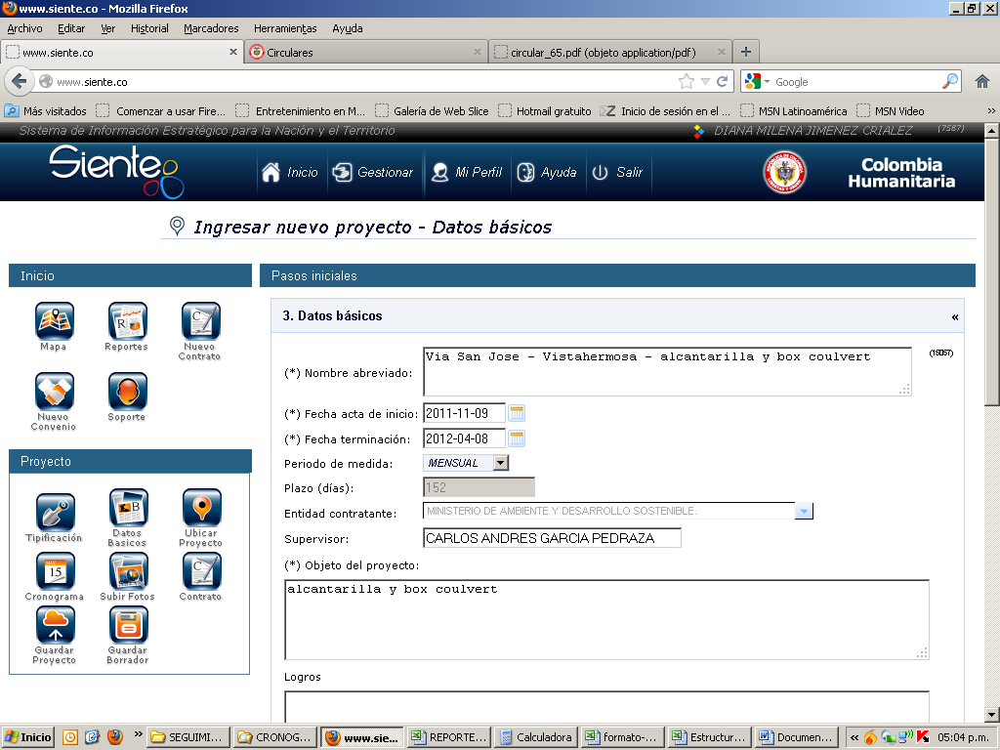 www.siente.co - Mozilla Firefox
Archivo Editar Ver Historial Marcadores Herramientas Ayuda
www.siente.co
Circulares
circular_65.pdf (objeto application/pdf)
www.siente.co
Google
Más visitados Comenzar a usar Fire... Entretenimiento en M... Galería de Web Slice Hotmail gratuito Inicio de sesión en el ... MSN Latinoamérica MSN Video »
Sistema de Información Estratégico para la Nación y el Territorio
DIANA MILENA JIMENEZ CRIALEZ (7587)
Siente
Inicio Gestionar Mi Perfil Ayuda Salir
Colombia
Humanitaria
Ingresar nuevo proyecto - Datos básicos
Inicio
Mapa
Reportes
Nuevo
Contrato
Nuevo
Convenio
Soporte
Proyecto
Tipificación
Datos
Basicos
Ubicar
Proyecto
Cronograma
Subir Fotos
Contrato
Guardar
Proyecto
Guardar
Borrador
Pasos iniciales
3. Datos básicos «
(*) Nombre abreviado: Via San Jose - Vistahermosa - alcantarilla y box coulvert
(15057)
(*) Fecha acta de inicio: 2011-11-09
(*) Fecha terminación: 2012-04-08
Periodo de medida: MENSUAL
Plazo (días): 152
Entidad contratante: MINISTERIO DE AMBIENTE Y DESARROLLO SOSTENIBLE.
Supervisor: CARLOS ANDRES GARCIA PEDRAZA
(*) Objeto del proyecto:
alcantarilla y box coulvert
Logros
Inicio » SEGUIMI... CRONOG... www.sie... REPORTE... Calculadora formato-... Estructur... Documen... « 05:04 p.m.